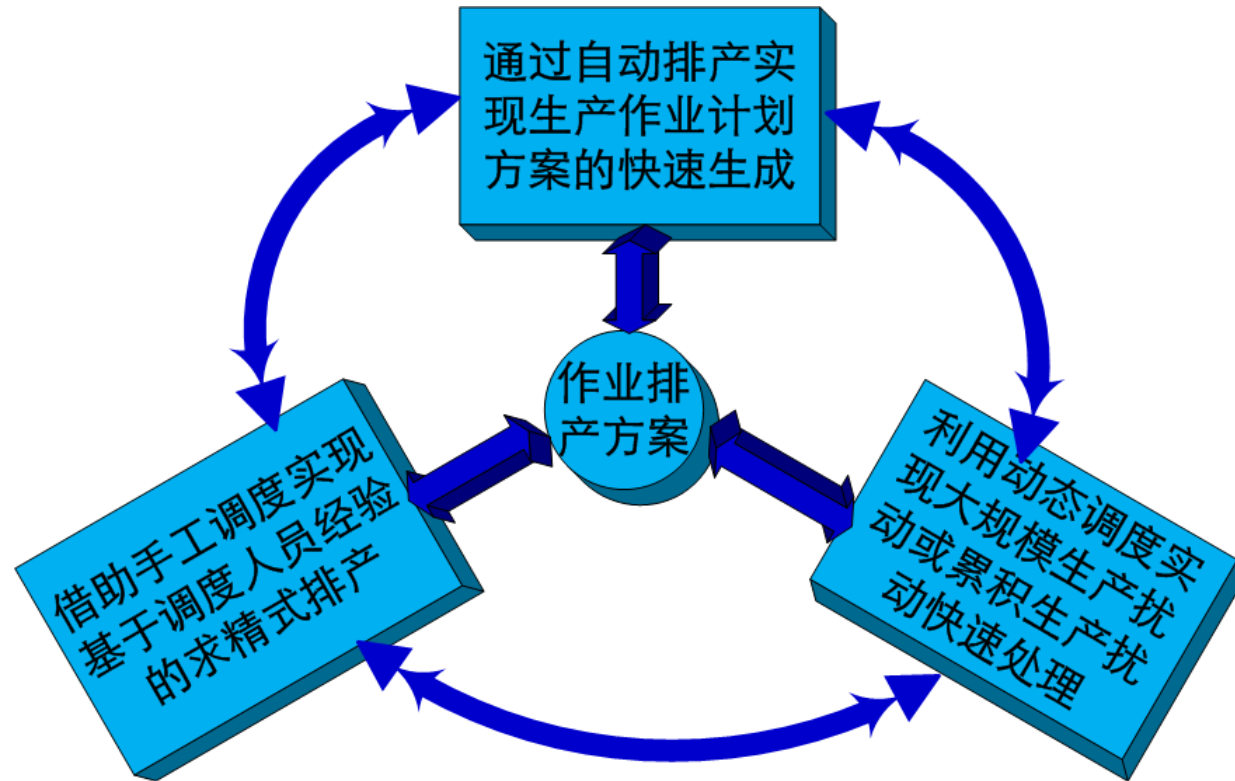 通过自动排产实
现生产作业计划
方案的快速生成
作业排
产方案
借助手工调度实现
基于调度人员经验
的求精式排产
利用动态调度实
现大规模生产扰
动或累积生产扰
动快速处理